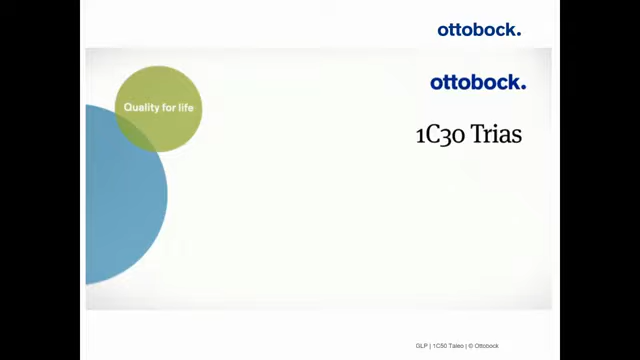 ottobock.
ottobock.
Quality for life
1C30 Trias
GLP | 1C50 Taleo | © Ottobock